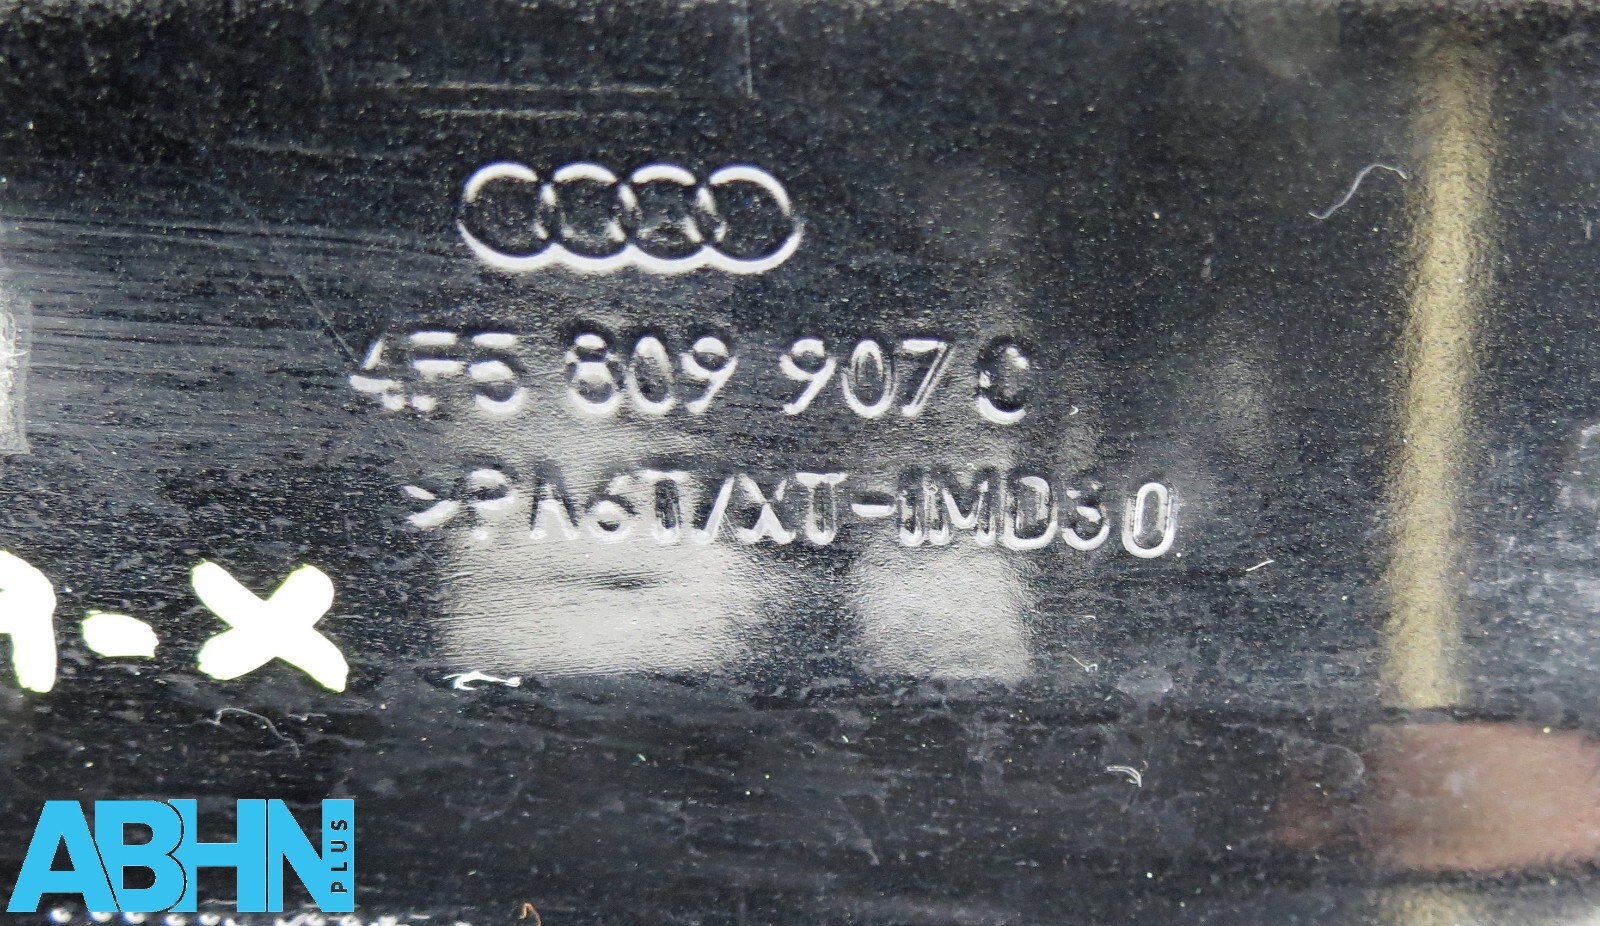 4F5 809 907 C
>PA6T/XT-IMD30
A-X
ABHN
PLUS